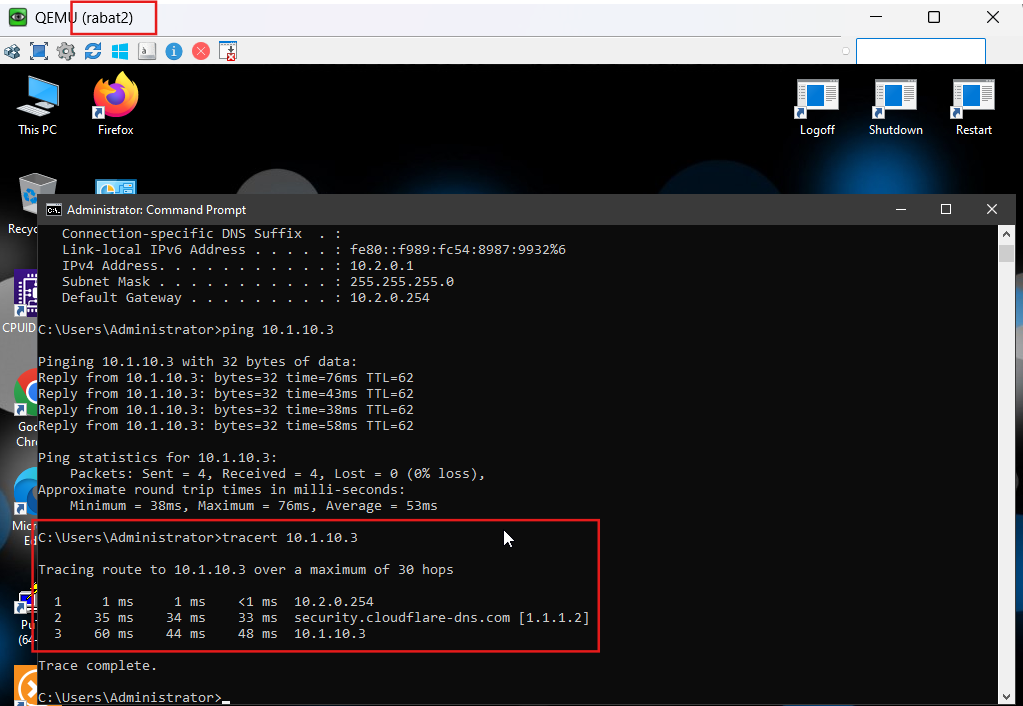 QEMU (rabat2)
This PC
Firefox
Logoff
Shutdown
Restart
Administrator: Command Prompt
Connection-specific DNS Suffix  . :
Link-local IPv6 Address . . . . . : fe80::f989:fc54:8987:9932%6
IPv4 Address. . . . . . . . . . . : 10.2.0.1
Subnet Mask . . . . . . . . . . . : 255.255.255.0
Default Gateway . . . . . . . . . : 10.2.0.254
C:\Users\Administrator>ping 10.1.10.3
Pinging 10.1.10.3 with 32 bytes of data:
Reply from 10.1.10.3: bytes=32 time=76ms TTL=62
Reply from 10.1.10.3: bytes=32 time=43ms TTL=62
Reply from 10.1.10.3: bytes=32 time=38ms TTL=62
Reply from 10.1.10.3: bytes=32 time=58ms TTL=62
Ping statistics for 10.1.10.3:
Packets: Sent = 4, Received = 4, Lost = 0 (0% loss),
Approximate round trip times in milli-seconds:
Minimum = 38ms, Maximum = 76ms, Average = 53ms
C:\Users\Administrator>tracert 10.1.10.3
Tracing route to 10.1.10.3 over a maximum of 30 hops
1     1 ms     1 ms    <1 ms  10.2.0.254
2    35 ms    34 ms    33 ms  security.cloudflare-dns.com [1.1.1.2]
3    60 ms    44 ms    48 ms  10.1.10.3
Trace complete.
C:\Users\Administrator>
CPUID